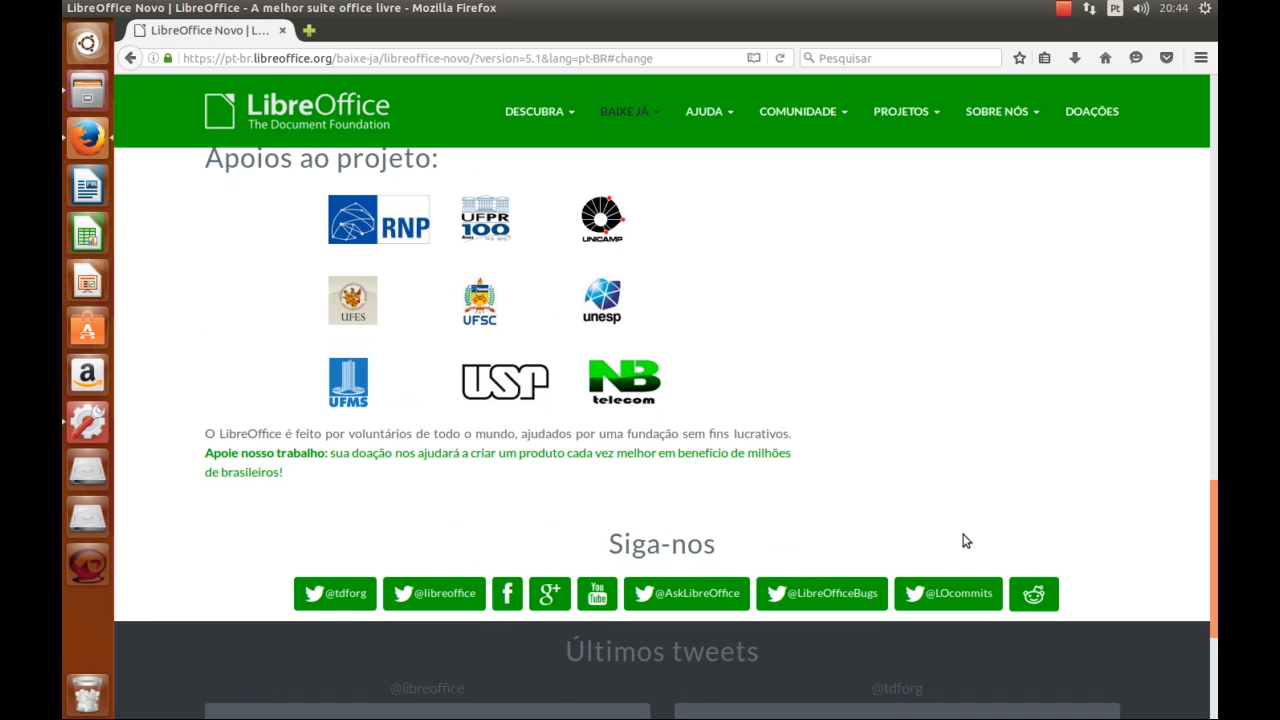 LibreOffice Novo | LibreOffice - A melhor suite office livre - Mozilla Firefox
Pt
20:44
LibreOffice Novo | L...
https://pt-br.libreoffice.org/baixe-ja/libreoffice-novo/?version=5.1&lang=pt-BR#change
Pesquisar
LibreOffice
The Document Foundation
DESCUBRA
BAIXE JÁ
AJUDA
COMUNIDADE
PROJETOS
SOBRE NÓS
DOAÇÕES
Apoios ao projeto:
RNP
UFPR
100
UNICAMP
UFES
UFSC
unesp
UFMS
USP
NB
telecom
O LibreOffice é feito por voluntários de todo o mundo, ajudados por uma fundação sem fins lucrativos.
Apoie nosso trabalho: sua doação nos ajudará a criar um produto cada vez melhor em benefício de milhões
de brasileiros!
Siga-nos
@tdforg
@libreoffice
f
g+
You
Tube
@AskLibreOffice
@LibreOfficeBugs
@LOcommits
Últimos tweets
@libreoffice
@tdforg